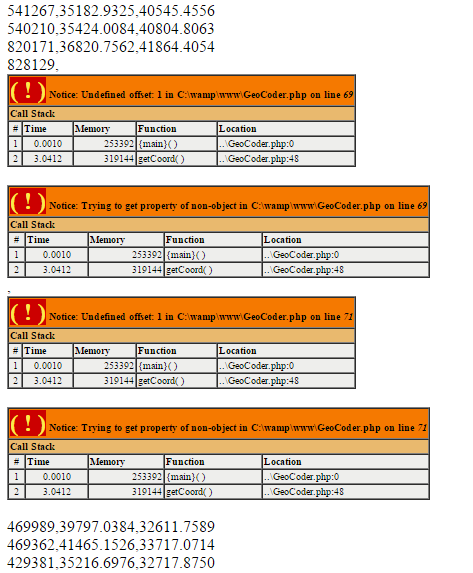 541267,35182.9325,40545.4556
540210,35424.0084,40804.8063
820171,36820.7562,41864.4054
828129,
(!) Notice: Undefined offset: 1 in C:\wamp\www\GeoCoder.php on line 69
Call Stack
# Time Memory Function Location
1 0.0010 253392 {main}( ) ..\GeoCoder.php:0
2 3.0412 319144 getCoord( ) ..\GeoCoder.php:48
(!) Notice: Trying to get property of non-object in C:\wamp\www\GeoCoder.php on line 69
Call Stack
# Time Memory Function Location
1 0.0010 253392 {main}( ) ..\GeoCoder.php:0
2 3.0412 319144 getCoord( ) ..\GeoCoder.php:48
,
(!) Notice: Undefined offset: 1 in C:\wamp\www\GeoCoder.php on line 71
Call Stack
# Time Memory Function Location
1 0.0010 253392 {main}( ) ..\GeoCoder.php:0
2 3.0412 319144 getCoord( ) ..\GeoCoder.php:48
(!) Notice: Trying to get property of non-object in C:\wamp\www\GeoCoder.php on line 71
Call Stack
# Time Memory Function Location
1 0.0010 253392 {main}( ) ..\GeoCoder.php:0
2 3.0412 319144 getCoord( ) ..\GeoCoder.php:48
469989,39797.0384,32611.7589
469362,41465.1526,33717.0714
429381,35216.6976,32717.8750